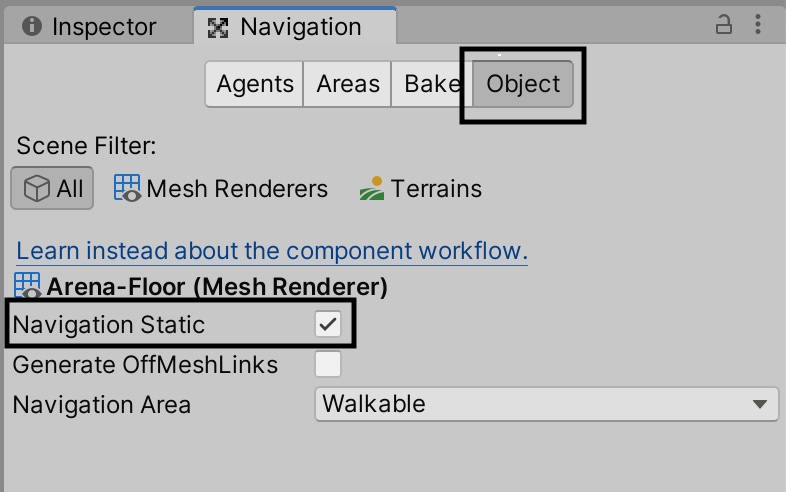 Inspector Navigation
Agents Areas Bake Object
Scene Filter:
All Mesh Renderers Terrains
Learn instead about the component workflow.
Arena-Floor (Mesh Renderer)
Navigation Static
Generate OffMeshLinks
Navigation Area Walkable